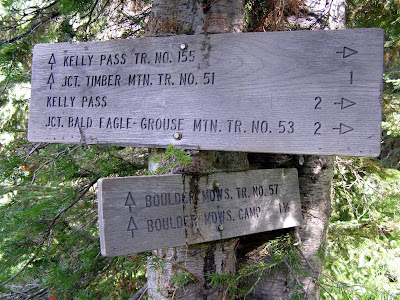 KELLY PASS TR. NO. 155
JCT. TIMBER MTN. TR. NO. 51 1
KELLY PASS 2
JCT. BALD EAGLE-GROUSE MTN. TR. NO. 53 2
BOULDER MDWS. TR. NO. 57
BOULDER MDWS. CAMP